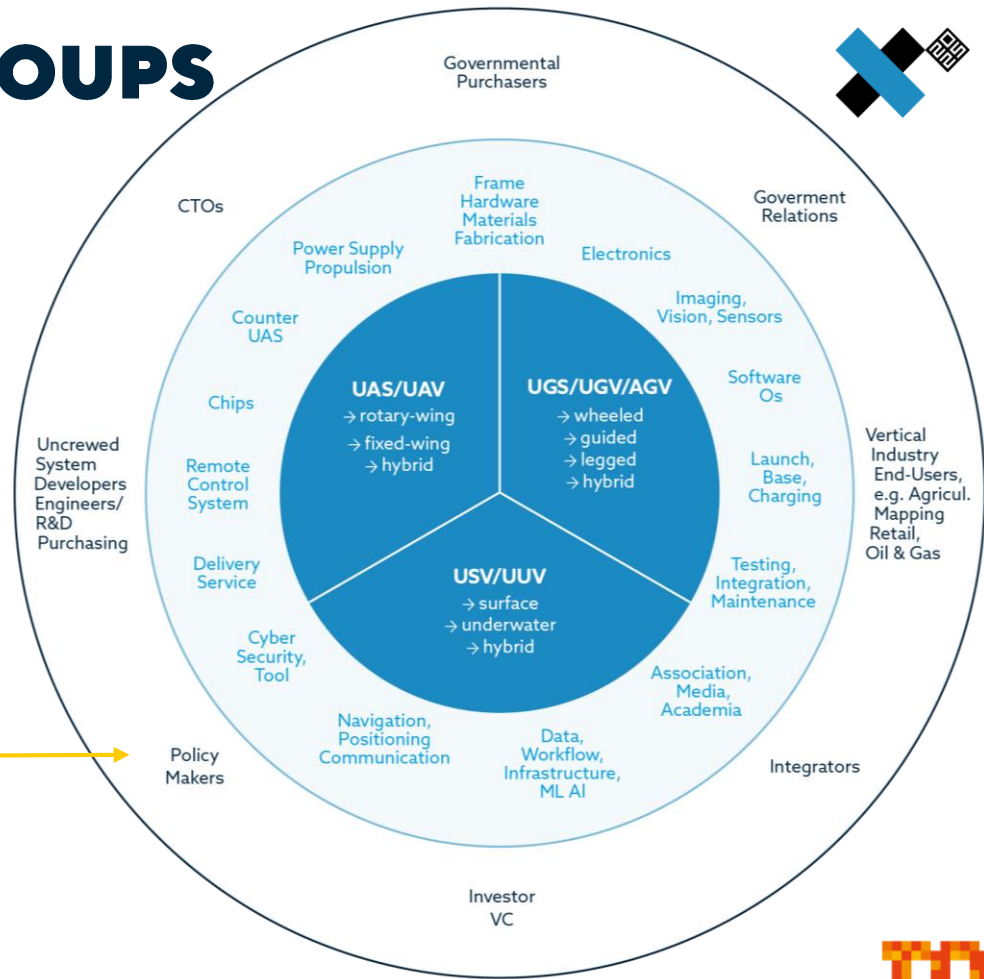 OUPS
Governmental
Purchasers
CTOs
Goverment
Relations
Uncrewed
System
Developers
Engineers/
R&D
Purchasing
Vertical
Industry
End-Users,
e.g. Agricul.
Mapping
Retail,
Oil & Gas
Policy
Makers
Integrators
Investor
VC
Frame
Hardware
Materials
Fabrication
Power Supply
Propulsion
Electronics
Counter
UAS
Imaging,
Vision, Sensors
Chips
Software
Os
Remote
Control
System
Launch,
Base,
Charging
Delivery
Service
Testing,
Integration,
Maintenance
Cyber
Security,
Tool
Association,
Media,
Academia
Navigation,
Positioning
Communication
Data,
Workflow,
Infrastructure,
ML AI
UAS/UAV
→ rotary-wing
→ fixed-wing
→ hybrid
UGS/UGV/AGV
→ wheeled
→ guided
→ legged
→ hybrid
USV/UUV
→ surface
→ underwater
→ hybrid